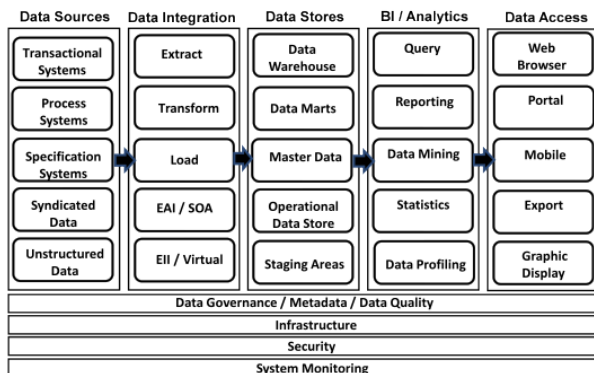 Data Sources
Data Integration
Data Stores
BI / Analytics
Data Access
Transactional
Systems
Process
Systems
Specification
Systems
Syndicated
Data
Unstructured
Data
Extract
Transform
Load
EAI / SOA
EII / Virtual
Data
Warehouse
Data Marts
Master Data
Operational
Data Store
Staging Areas
Query
Reporting
Data Mining
Statistics
Data Profiling
Web
Browser
Portal
Mobile
Export
Graphic
Display
Data Governance / Metadata / Data Quality
Infrastructure
Security
System Monitoring